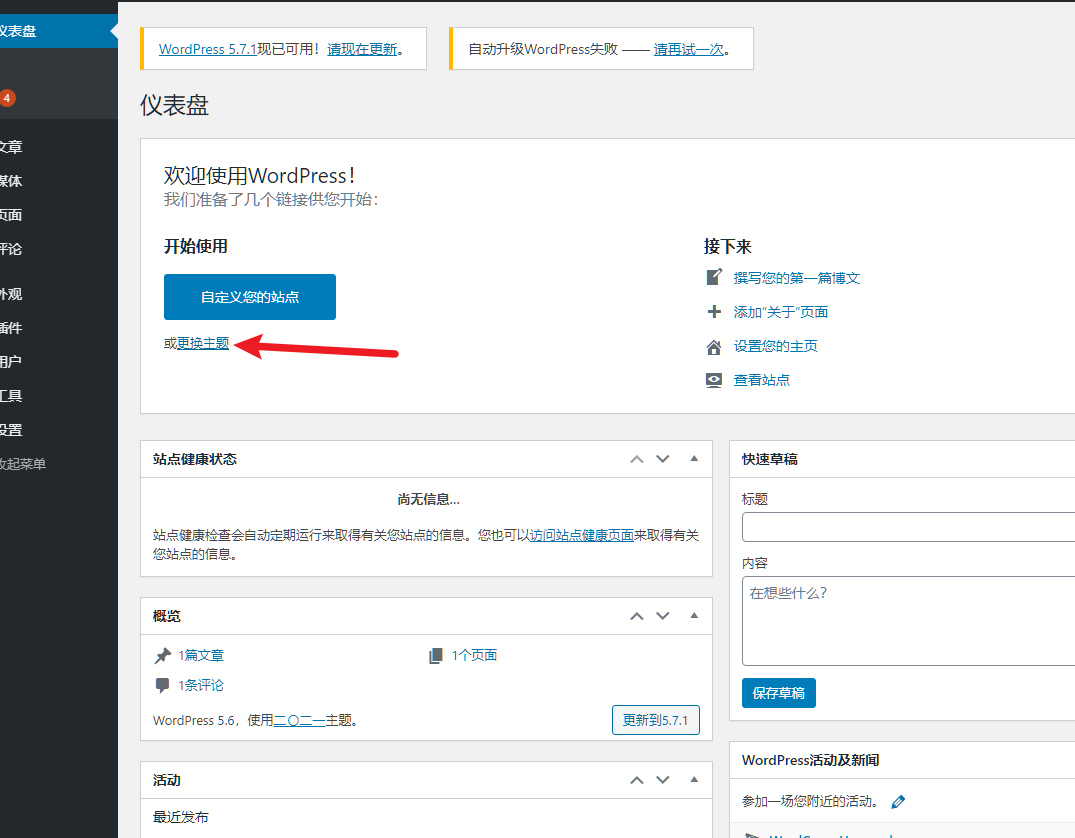 仪表盘
4
文章
媒体
页面
评论
外观
插件
用户
工具
设置
收起菜单
WordPress 5.7.1现已可用！请现在更新。
自动升级WordPress失败 —— 请再试一次。
仪表盘
欢迎使用WordPress！
我们准备了几个链接供您开始：
开始使用
自定义您的站点
或更换主题
接下来
撰写您的第一篇博文
添加“关于”页面
设置您的主页
查看站点
站点健康状态
尚无信息…
站点健康检查会自动定期运行来取得有关您站点的信息。您也可以访问站点健康页面来取得有关
您站点的信息。
概览
1篇文章
1个页面
1条评论
WordPress 5.6，使用二〇二一主题。
更新到5.7.1
活动
最近发布
快速草稿
标题
内容
在想些什么？
保存草稿
WordPress活动及新闻
参加一场您附近的活动。